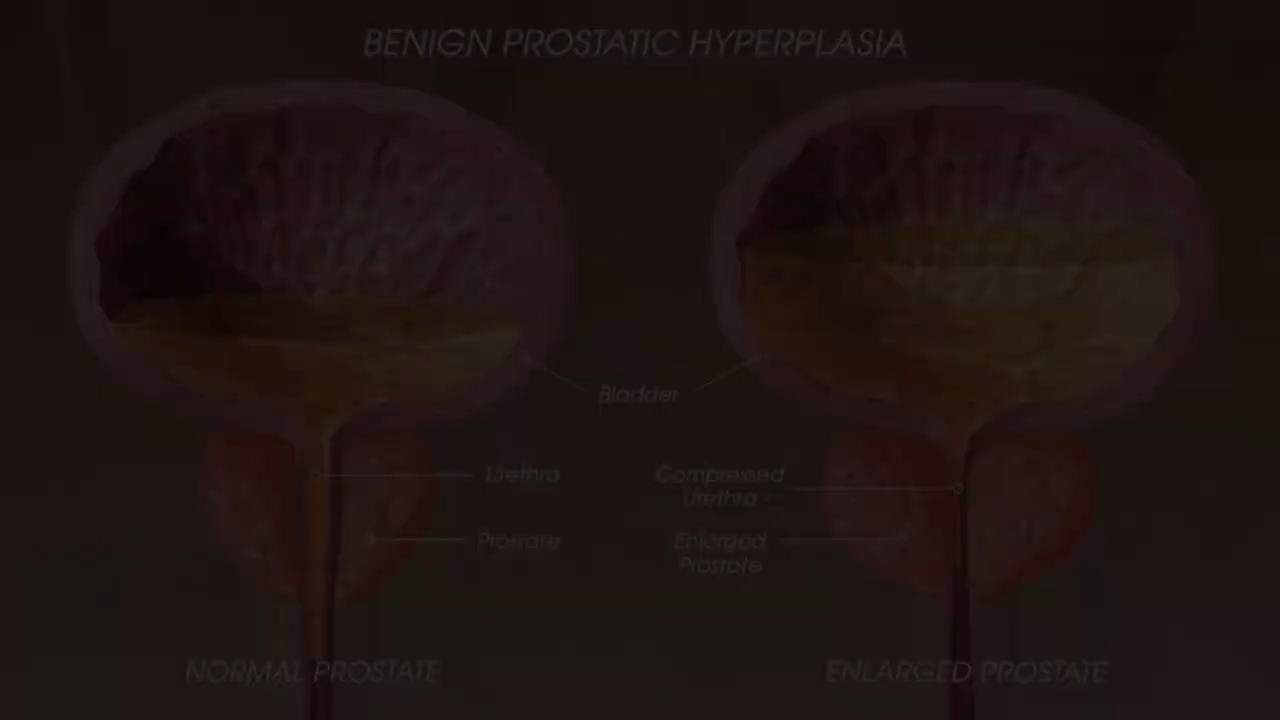 BENIGN PROSTATIC HYPERPLASIA
Bladder
Urethra
Compressed
Urethra
Prostate
Enlarged
Prostate
NORMAL PROSTATE
ENLARGED PROSTATE